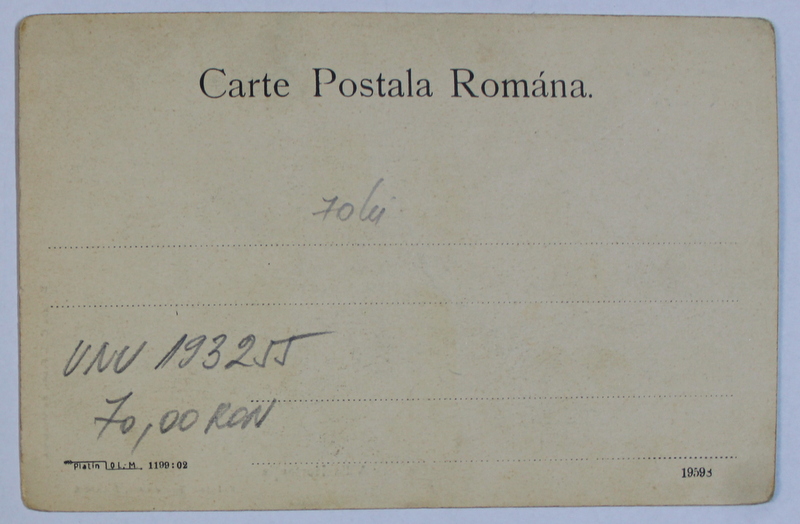 Carte Postala Romána.
70 lei
UNU 193255
70,00 RON
Platin D.L.M. 1199:02
19593